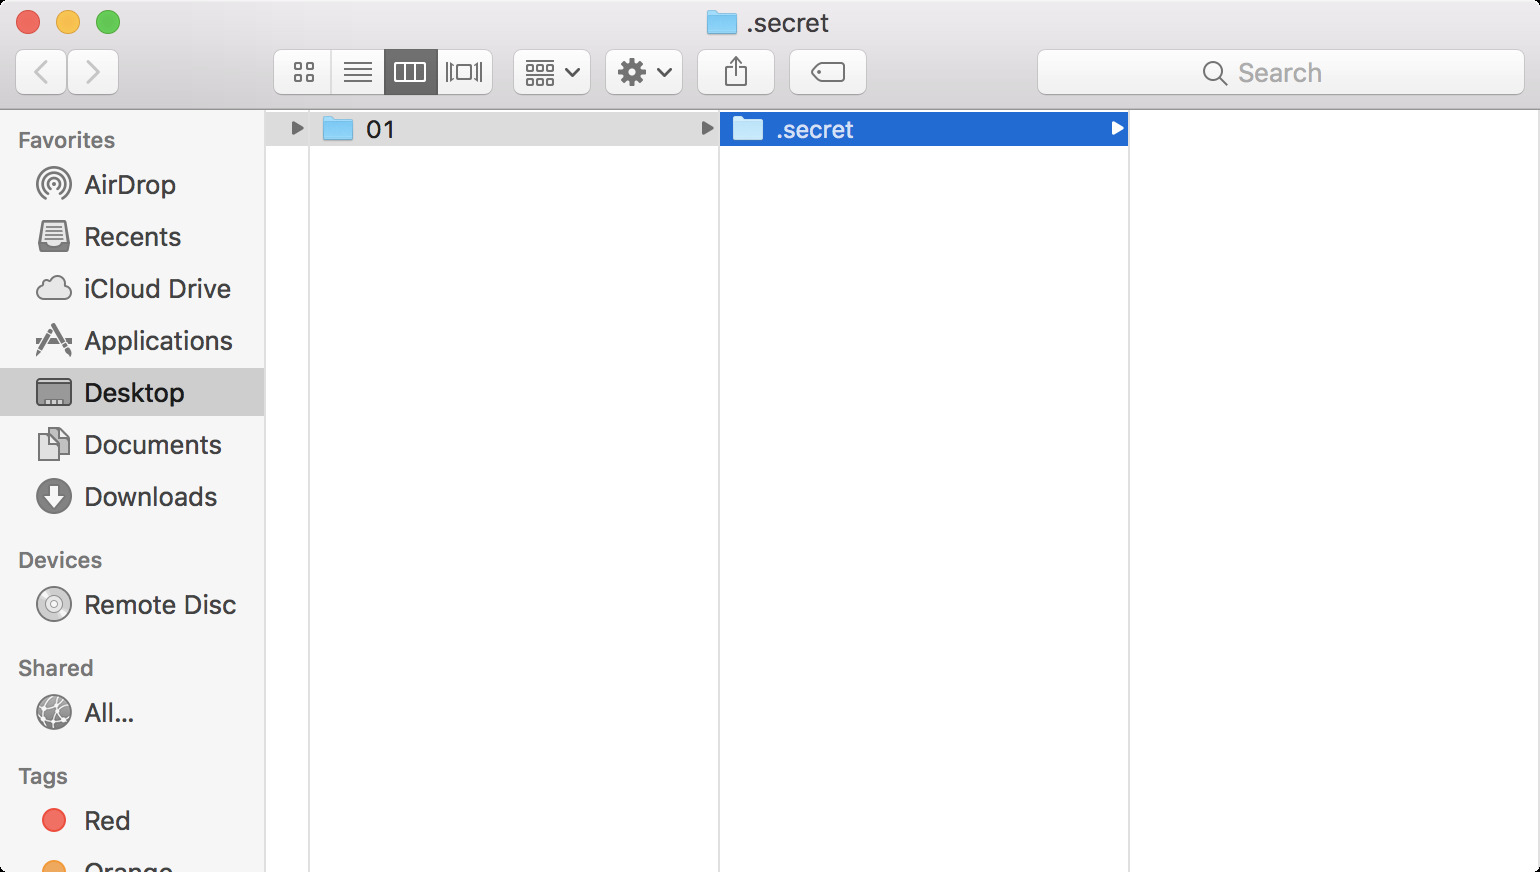 .secret
Search
Favorites
AirDrop
Recents
iCloud Drive
Applications
Desktop
Documents
Downloads
Devices
Remote Disc
Shared
All...
Tags
Red
Orange
01
.secret